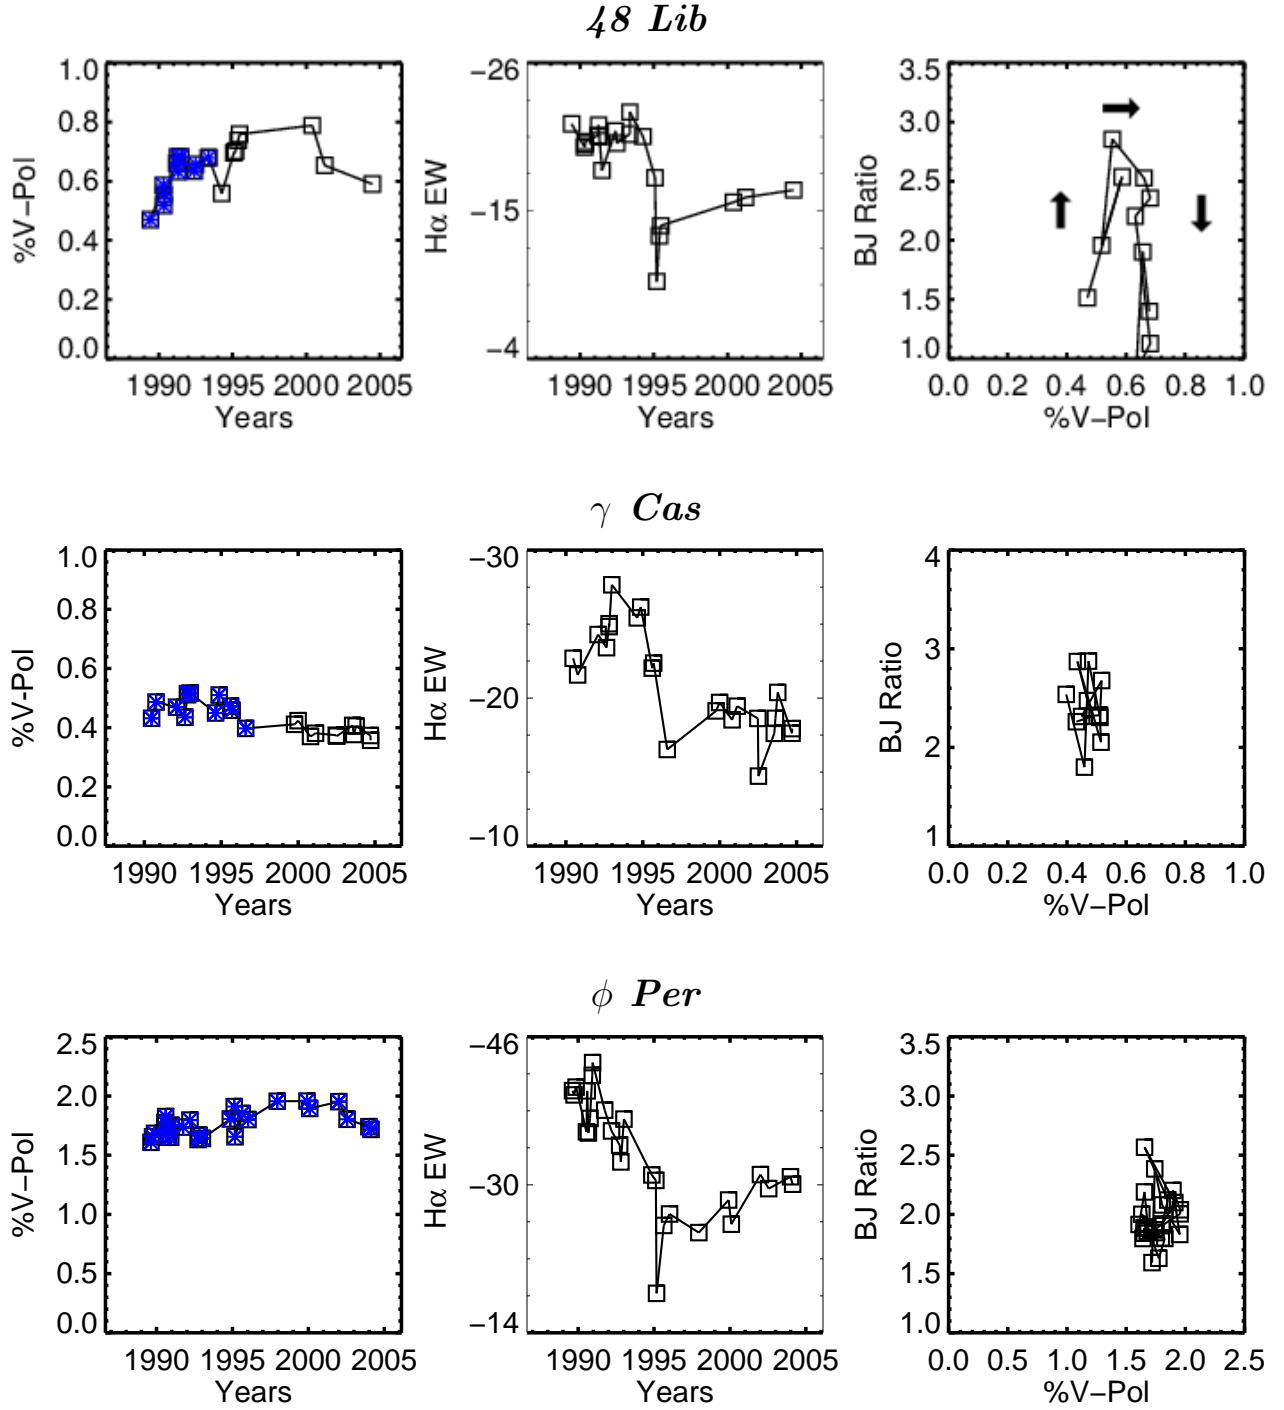 48 Lib
%V−Pol
1.0
0.8
0.6
0.4
0.2
0.0
1990 1995 2000 2005
Years
Hα EW
−26
−15
−4
1990 1995 2000 2005
Years
BJ Ratio
3.5
3.0
2.5
2.0
1.5
1.0
0.0 0.2 0.4 0.6 0.8 1.0
%V−Pol
γ Cas
%V-Pol
1.0
0.8
0.6
0.4
0.2
0.0
1990 1995 2000 2005
Years
Hα EW
−30
−20
−10
1990 1995 2000 2005
Years
BJ Ratio
4
3
2
1
0.0 0.2 0.4 0.6 0.8 1.0
%V−Pol
ϕ Per
%V−Pol
2.5
2.0
1.5
1.0
0.5
0.0
1990 1995 2000 2005
Years
Hα EW
−46
−30
−14
1990 1995 2000 2005
Years
BJ Ratio
3.5
3.0
2.5
2.0
1.5
1.0
0.0 0.5 1.0 1.5 2.0 2.5
%V−Pol